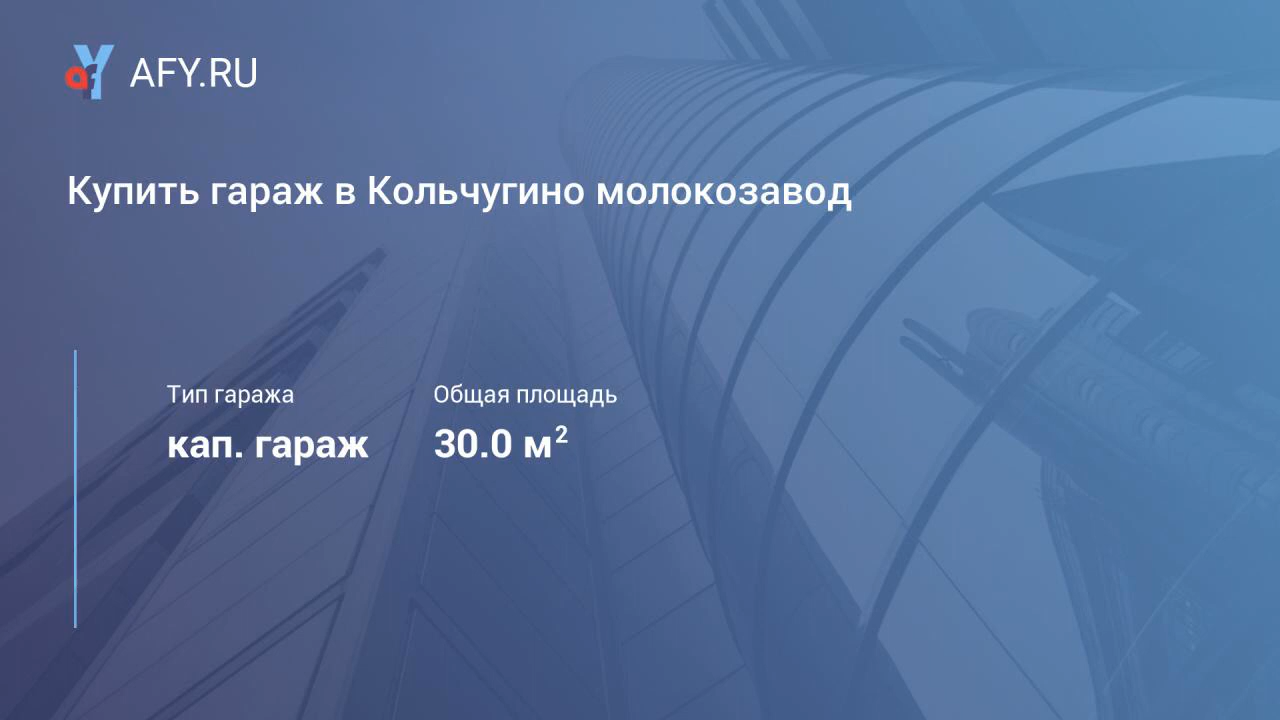 AFY.RU
Купить гараж в Кольчугино молокозавод
Тип гаража
Общая площадь
кап. гараж
30.0 м²